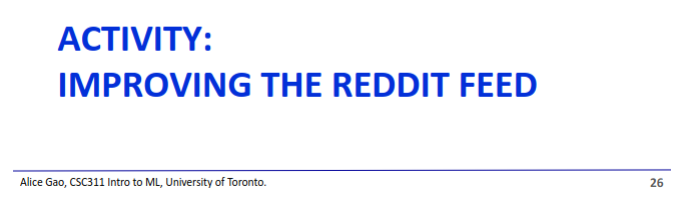 ACTIVITY:
IMPROVING THE REDDIT FEED
Alice Gao, CSC311 Intro to ML, University of Toronto.
26